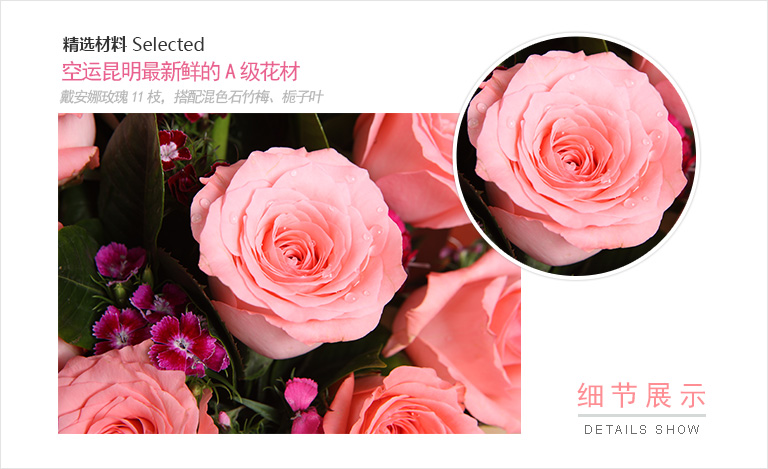 精选材料 Selected
空运昆明最新鲜的 A 级花材
戴安娜玫瑰 11 枝，搭配混色石竹梅、栀子叶
细节展示
DETAILS SHOW